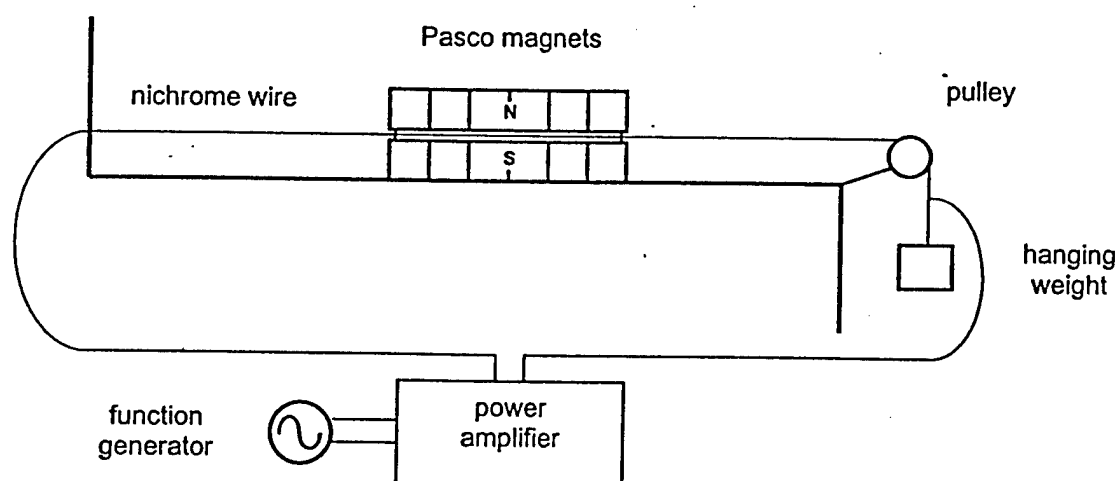 Pasco magnets
nichrome wire
pulley
N
S
hanging
weight
function
generator
power
amplifier